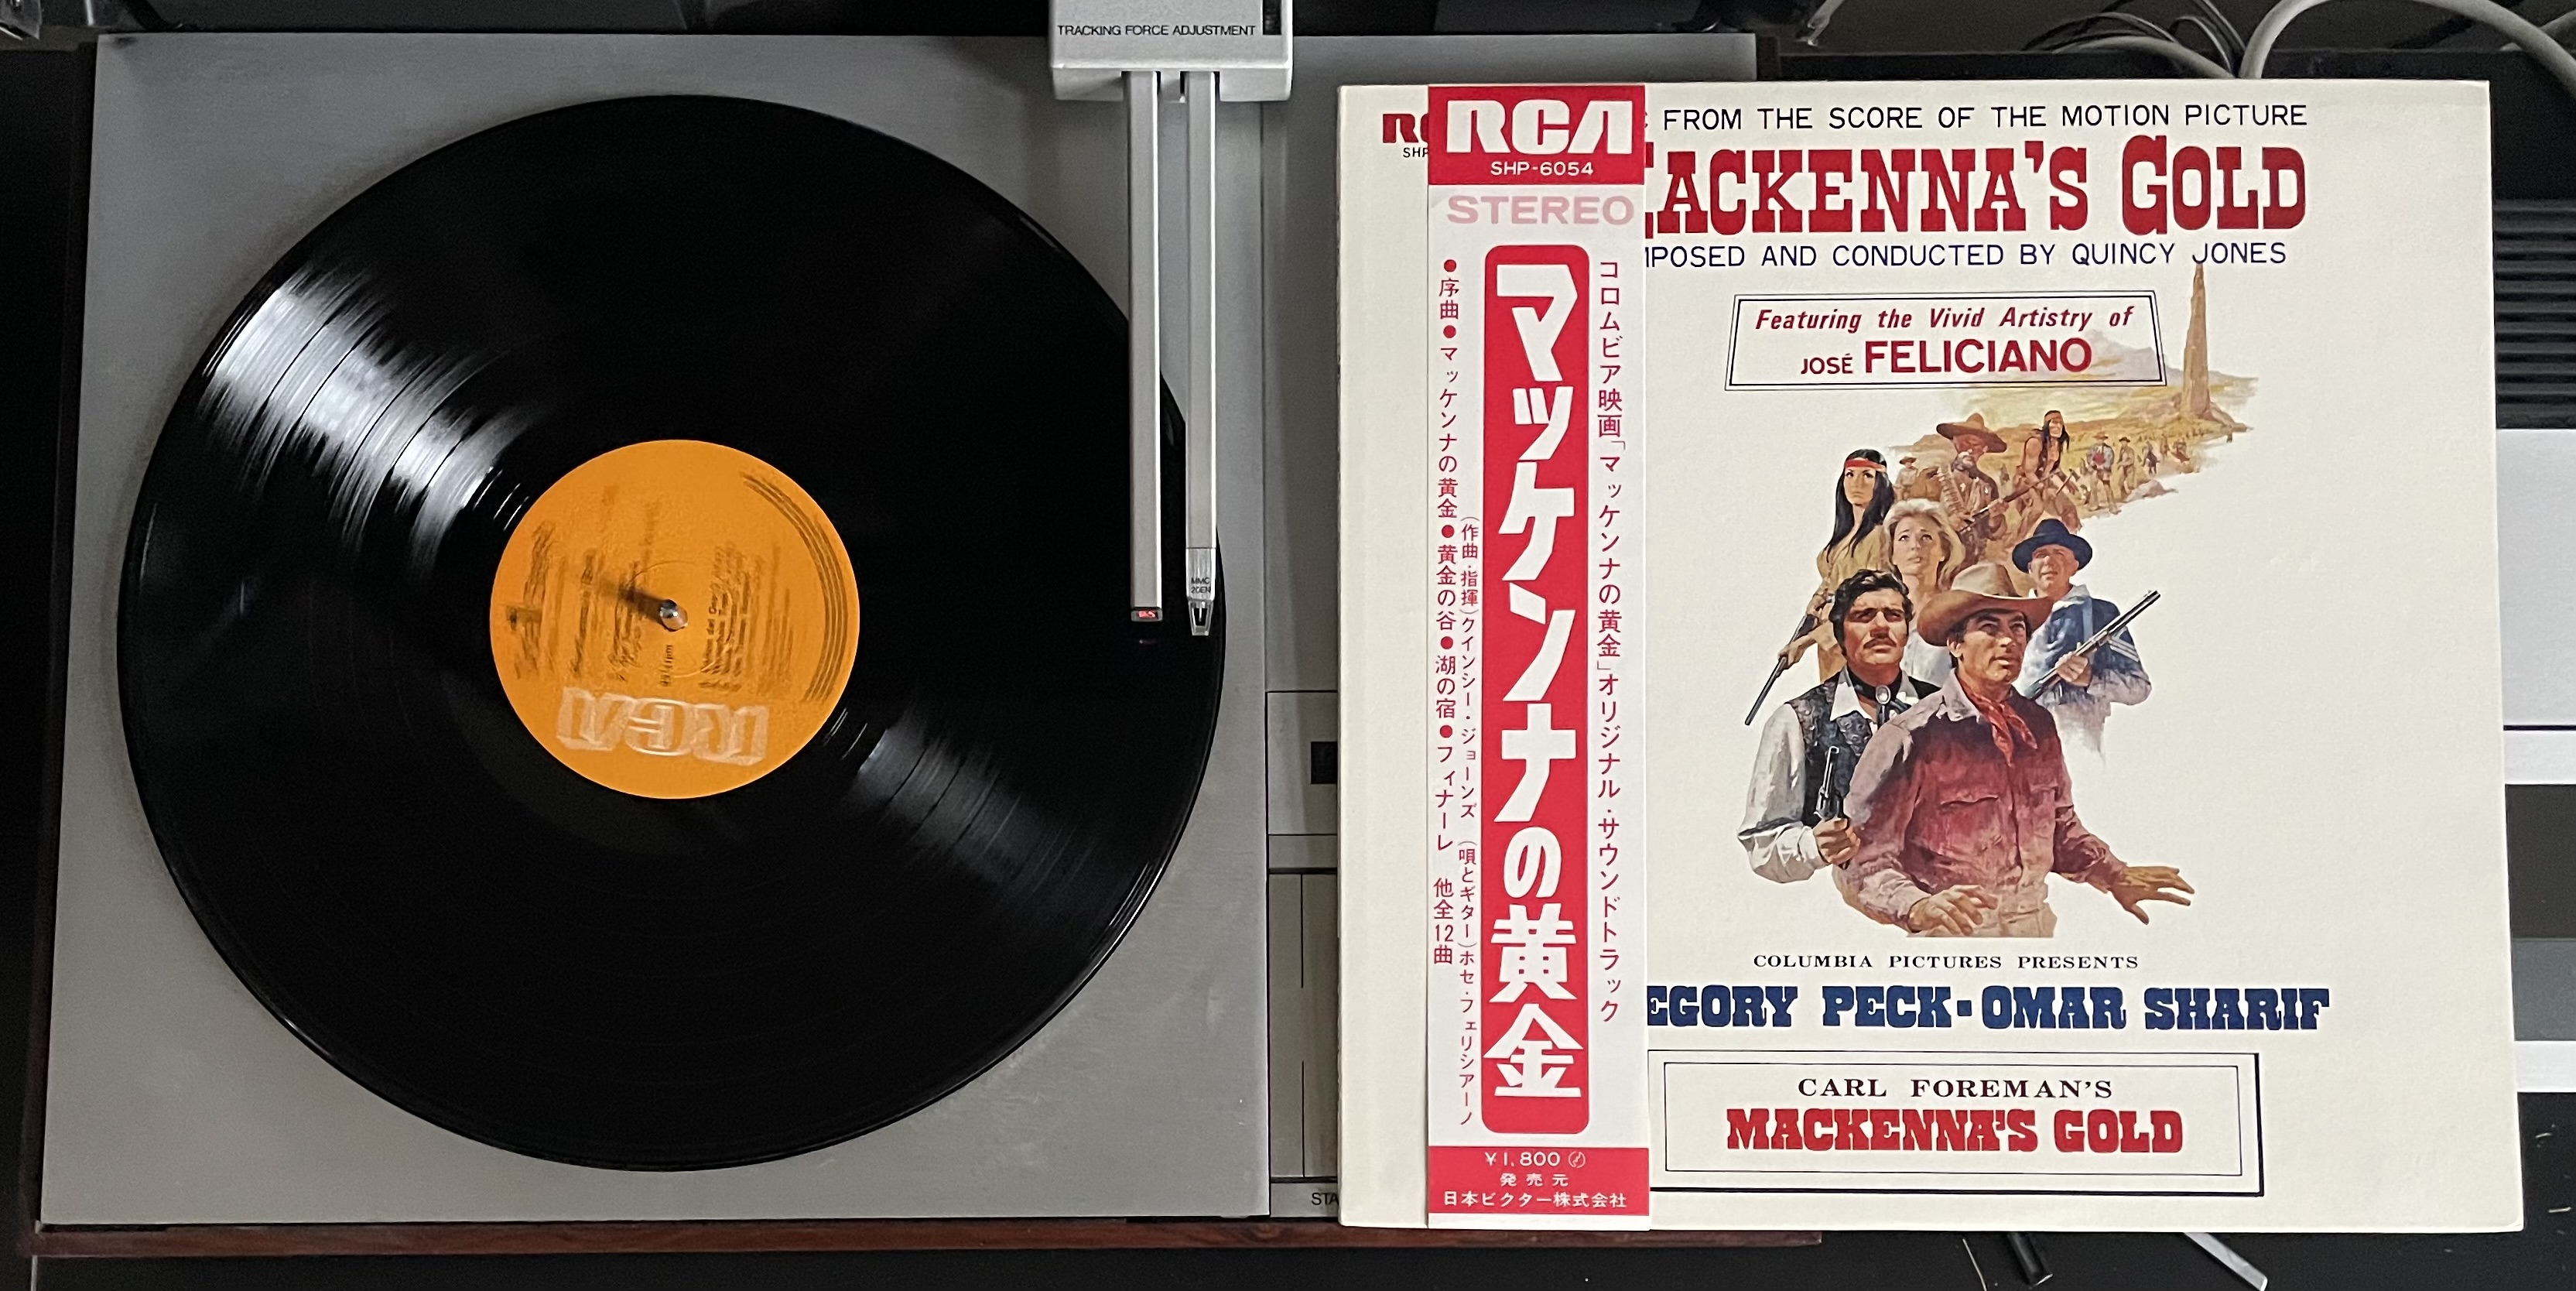 TRACKING FORCE ADJUSTMENT
MMC
20EN
RCA
RCA
SHP-6054
STEREO
コロムビア映画「マッケンナの黄金」オリジナル・サウンドトラック
マッケンナの黄金
(作曲・指揮)クインシー・ジョーンズ (唄とギター)ホセ・フェリシアーノ
●序曲●マッケンナの黄金●黄金の谷●湖の宿●フィナーレ 他全12曲
¥1,800
発売元
日本ビクター株式会社
FROM THE SCORE OF THE MOTION PICTURE
ACKENNA'S GOLD
MPOSED AND CONDUCTED BY QUINCY JONES
Featuring the Vivid Artistry of
JOSÉ FELICIANO
COLUMBIA PICTURES PRESENTS
EGORY PECK · OMAR SHARIF
CARL FOREMAN'S
MACKENNA'S GOLD
STA